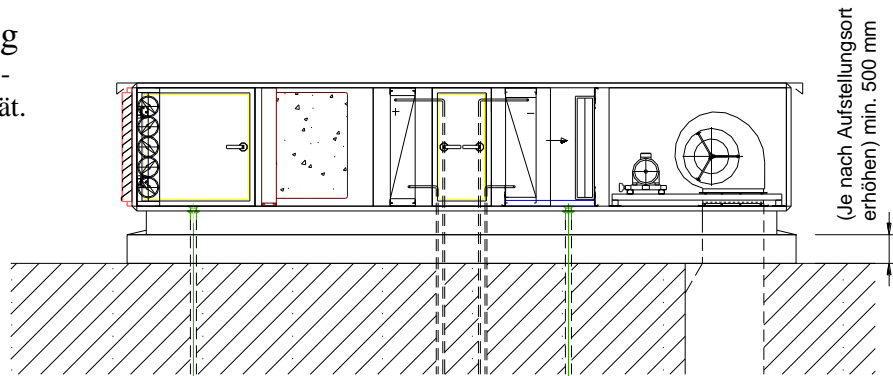 g
-
ät.
(Je nach Aufstellungsort
erhöhen) min. 500 mm
+
-